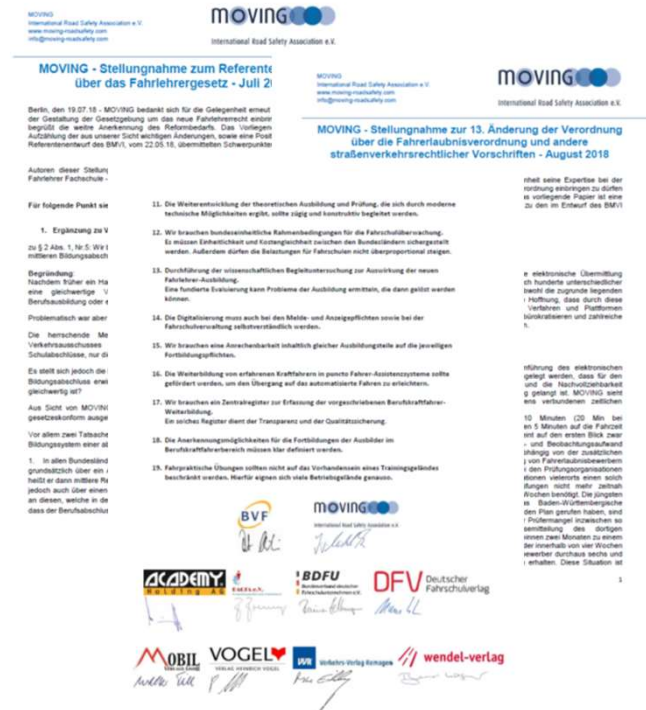 MOVING
International Road Safety Association e.V.
www.moving-roadsafety.com
info@moving-roadsafety.com
MOVING
International Road Safety Association e.V.
MOVING - Stellungnahme zum Referente
über das Fahrlehrergesetz - Juli 20
Berlin, den 19.07.18 - MOVING bedankt sich für die Gelegenheit erneut
der Gestaltung der Gesetzgebung um das neue Fahrlehrerrecht einbrin
begrüßt die weitere Anerkennung des Reformbedarfs. Das Vorliegen
Aufzählung der aus unserer Sicht wichtigen Änderungen, sowie eine Posit
Referentenentwurf des BMVI, vom 22.05.18, übermittelten Schwerpunkte
Autoren dieser Stellung
Fahrlehrer Fachschule -
Für folgende Punkt sie
1. Ergänzung zu V
zu § 2 Abs. 1, Nr.5: Wir
mittleren Bildungsabsch
Begründung:
Nachdem früher ein Ha
eine gleichwertige V
Berufsausbildung oder e
Problematisch war aber
Die herrschende Me
Verkehrsausschusses
Schulabschlüsse, nur di
Es stellt sich jedoch die
Bildungsabschluss erwi
gleichwertig ist?
Aus Sicht von MOVING
gesetzeskonform ausge
Vor allem zwei Tatsache
Bildungssystem einer al
1. In allen Bundesländ
grundsätzlich über ein
heißt er dann mittlere Re
jedoch auch über einen
an diesen, welche in de
dass der Berufsabschlus
MOVING
International Road Safety Association e.V.
www.moving-roadsafety.com
info@moving-roadsafety.com
MOVING
International Road Safety Association e.V.
MOVING - Stellungnahme zur 13. Änderung der Verordnung
über die Fahrerlaubnisverordnung und andere
straßenverkehrsrechtlicher Vorschriften - August 2018
nheit seine Expertise bei der
rordnung einbringen zu dürfen
as vorliegende Papier ist eine
zu den im Entwurf des BMVI
e elektronische Übermittlung
ch hunderte unterschiedlicher
bwohl die zugrunde liegenden
Hoffnung, dass durch diese
Verfahren und Plattformen
bürokratisieren und zahlreiche
nführung des elektronischen
gelegt werden, dass für den
und die Nachvollziehbarkeit
g gelangt ist. MOVING sieht
ens verbundenen zeitlichen
10 Minuten (20 Min bei
en 5 Minuten auf die Fahrzeit
int auf den ersten Blick zwar
- und Beobachtungsaufwand
hängig von der zusätzlichen
von Fahrerlaubnisbewerbern
den Prüfungsorganisationen
tionen vielerorts einen solch
fungen nicht mehr zeitnah
Wochen benötigt. Die jüngsten
s Baden-Württembergische
den Plan gerufen haben, sind
Prüfermangel inzwischen so
semitteilung des dortigen
innen zwei Monaten zu einem
der innerhalb von vier Wochen
ewerber durchaus sechs und
erhalten. Diese Situation ist
1
11. Die Weiterentwicklung der theoretischen Ausbildung und Prüfung, die sich durch moderne
technische Möglichkeiten ergibt, sollte zügig und konstruktiv begleitet werden.
12. Wir brauchen bundeseinheitliche Rahmenbedingungen für die Fahrschulüberwachung.
Es müssen Einheitlichkeit und Kostengleichheit zwischen den Bundesländern sichergestellt
werden. Außerdem dürfen die Belastungen für Fahrschulen nicht überproportional steigen.
13. Durchführung der wissenschaftlichen Begleituntersuchung zur Auswirkung der neuen
Fahrlehrer-Ausbildung.
Eine fundierte Evaluierung kann Probleme der Ausbildung ermitteln, die dann gelöst werden
können.
14. Die Digitalisierung muss auch bei den Melde- und Anzeigepflichten sowie bei der
Fahrschulverwaltung selbstverständlich werden.
15. Wir brauchen eine Anrechenbarkeit inhaltlich gleicher Ausbildungsteile auf die jeweiligen
Fortbildungspflichten.
16. Die Weiterbildung von erfahrenen Kraftfahrern in puncto Fahrer-Assistenzsysteme sollte
gefördert werden, um den Übergang auf das automatisierte Fahren zu erleichtern.
17. Wir brauchen ein Zentralregister zur Erfassung der vorgeschriebenen Berufskraftfahrer-
Weiterbildung.
Ein solches Register dient der Transparenz und der Qualitätssicherung.
18. Die Anerkennungsmöglichkeiten für die Fortbildungen der Ausbilder im
Berufskraftfahrerbereich müssen klar definiert werden.
19. Fahrpraktische Übungen sollten nicht auf das Vorhandensein eines Trainingsgeländes
beschränkt werden. Hierfür eignen sich viele Betriebsgelände genauso.
BVF
MOVING
International Road Safety Association e.V.
ACADEMY
Holding AG
BDFU
DFV Deutscher
Fahrschulverlag
MOBIL
VOGEL
VERLAG HEINRICH VOGEL
VVR Verkehrs-Verlag Remagen
wendel-verlag